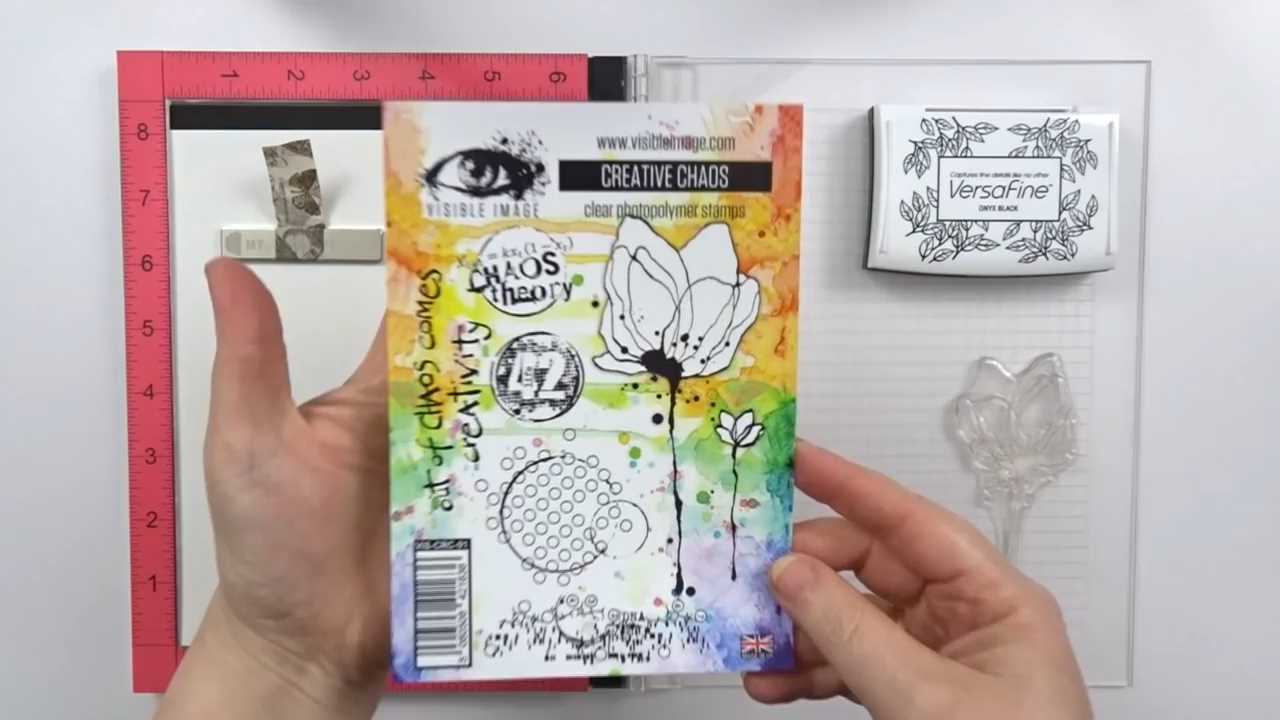 1 2 3 4 5 6
8
7
6
5
4
3
2
1
MY
www.visibleimage.com
CREATIVE CHAOS
VISIBLE IMAGE
clear photopolymer stamps
CHAOS
theory
42
out of CHAOS comes
creativity
DNA
Captures fine details like no other
VersaFine
ONYX BLACK